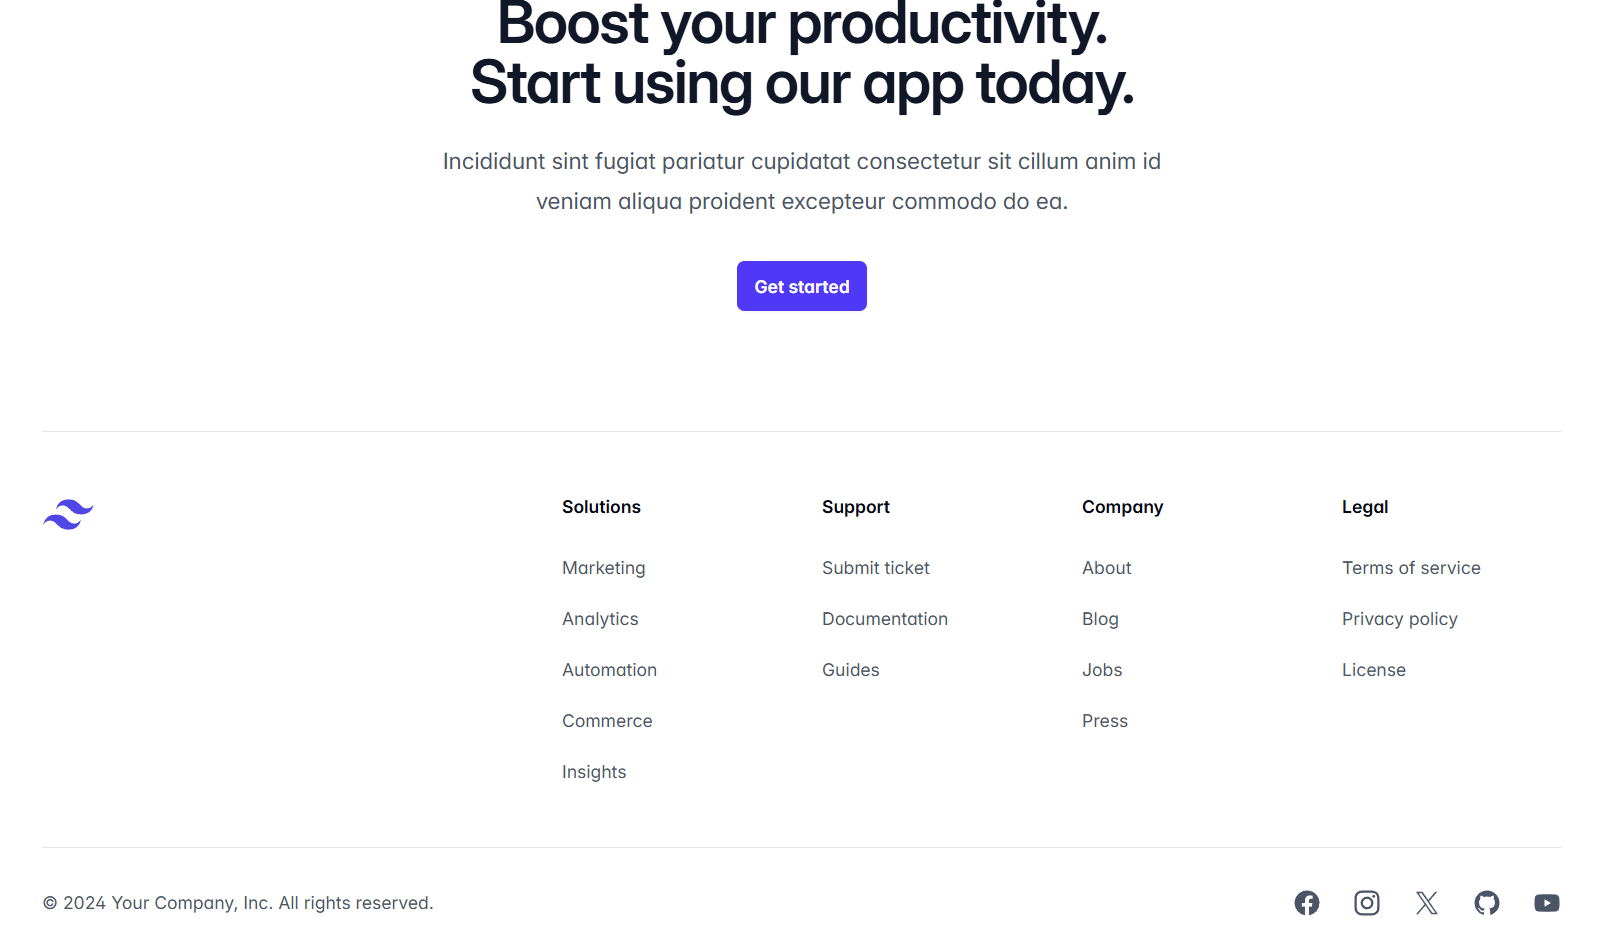 Boost your productivity.
Start using our app today.
Incididunt sint fugiat pariatur cupidatat consectetur sit cillum anim id
veniam aliqua proident excepteur commodo do ea.
Get started
Solutions
Marketing
Analytics
Automation
Commerce
Insights
Support
Submit ticket
Documentation
Guides
Company
About
Blog
Jobs
Press
Legal
Terms of service
Privacy policy
License
© 2024 Your Company, Inc. All rights reserved.